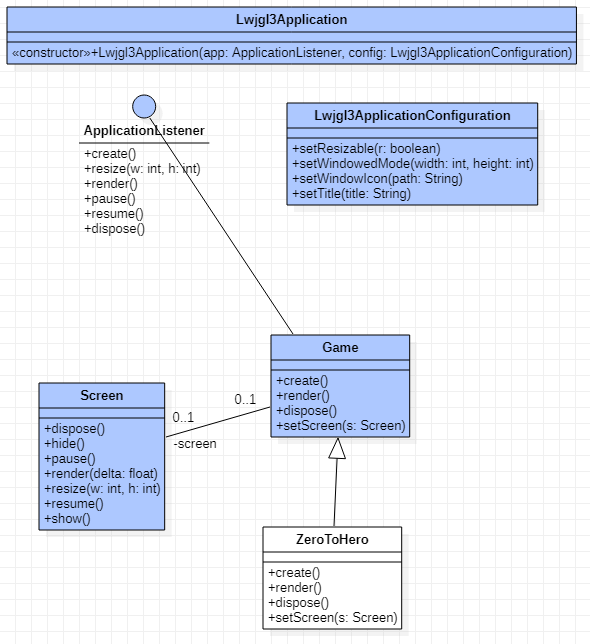 Lwjgl3Application
«constructor»+Lwjgl3Application(app: ApplicationListener, config: Lwjgl3ApplicationConfiguration)
ApplicationListener
+create()
+resize(w: int, h: int)
+render()
+pause()
+resume()
+dispose()
Lwjgl3ApplicationConfiguration
+setResizable(r: boolean)
+setWindowedMode(width: int, height: int)
+setWindowIcon(path: String)
+setTitle(title: String)
Game
+create()
+render()
+dispose()
+setScreen(s: Screen)
0..1
0..1
-screen
Screen
+dispose()
+hide()
+pause()
+render(delta: float)
+resize(w: int, h: int)
+resume()
+show()
ZeroToHero
+create()
+render()
+dispose()
+setScreen(s: Screen)